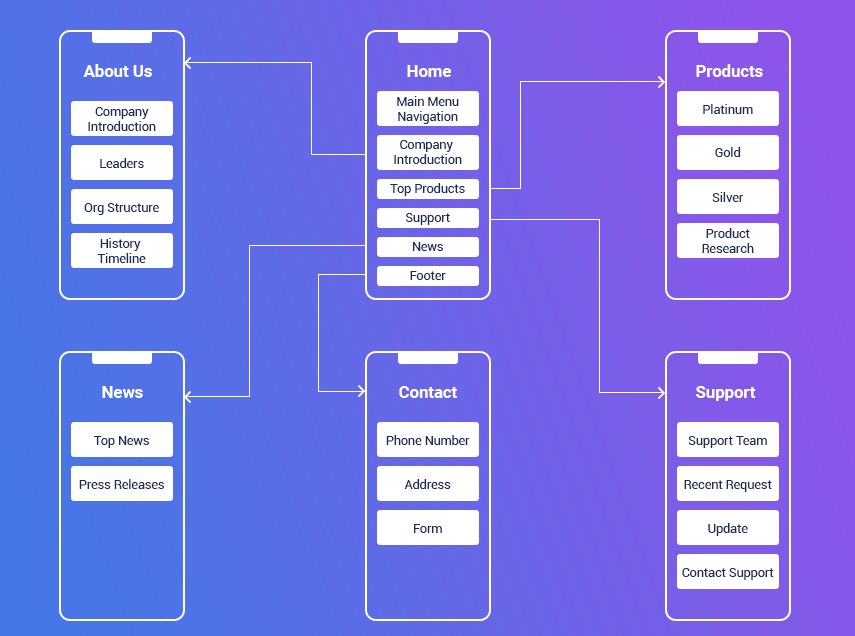 About Us
Company
Introduction
Leaders
Org Structure
History
Timeline
Home
Main Menu
Navigation
Company
Introduction
Top Products
Support
News
Footer
Products
Platinum
Gold
Silver
Product
Research
News
Top News
Press Releases
Contact
Phone Number
Address
Form
Support
Support Team
Recent Request
Update
Contact Support